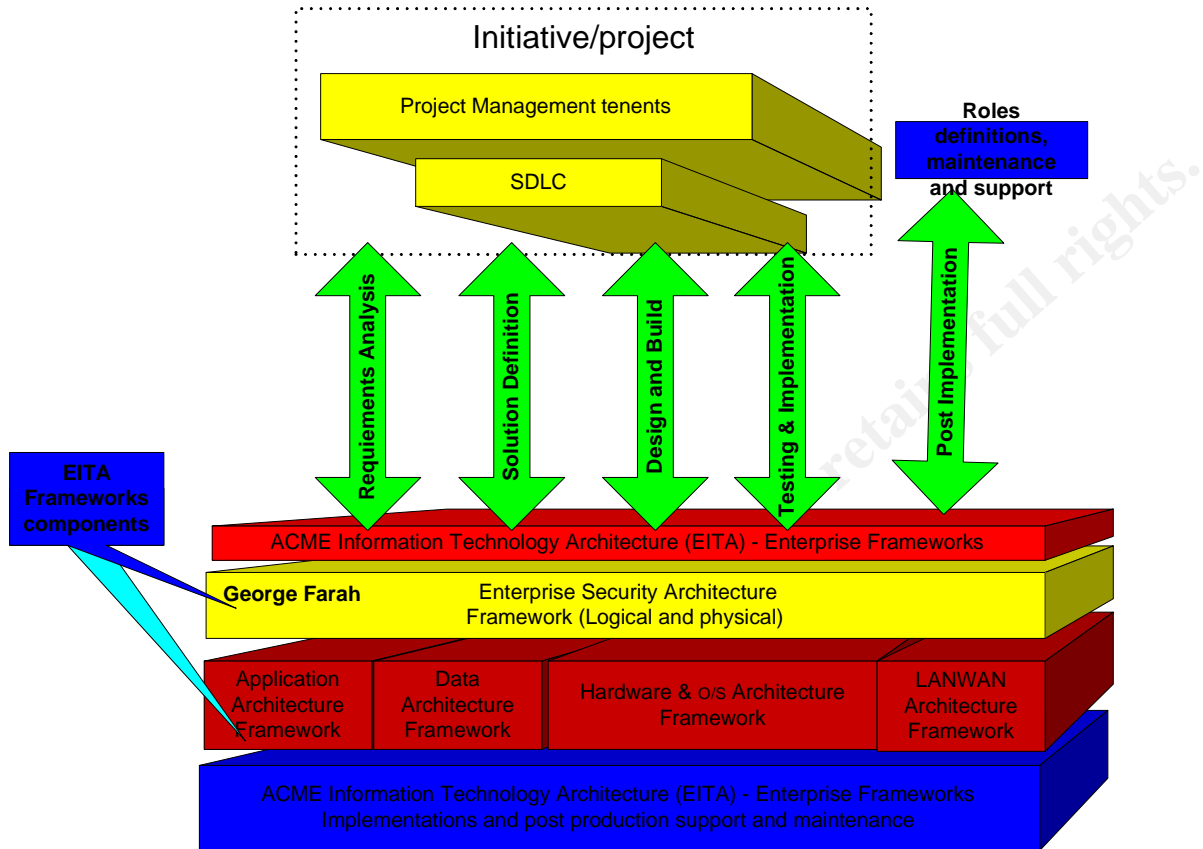 Initiative/project
Project Management tenents
SDLC
Roles
definitions,
maintenance
and support
Requiements Analysis
Solution Definition
Design and Build
Testing & Implementation
Post Implementation
retains full rights.
EITA
Frameworks
components
ACME Information Technology Architecture (EITA) - Enterprise Frameworks
George Farah
Enterprise Security Architecture
Framework (Logical and physical)
Application
Architecture
Framework
Data
Architecture
Framework
Hardware & O/S Architecture
Framework
LANWAN
Architecture
Framework
ACME Information Technology Architecture (EITA) - Enterprise Frameworks
Implementations and post production support and maintenance